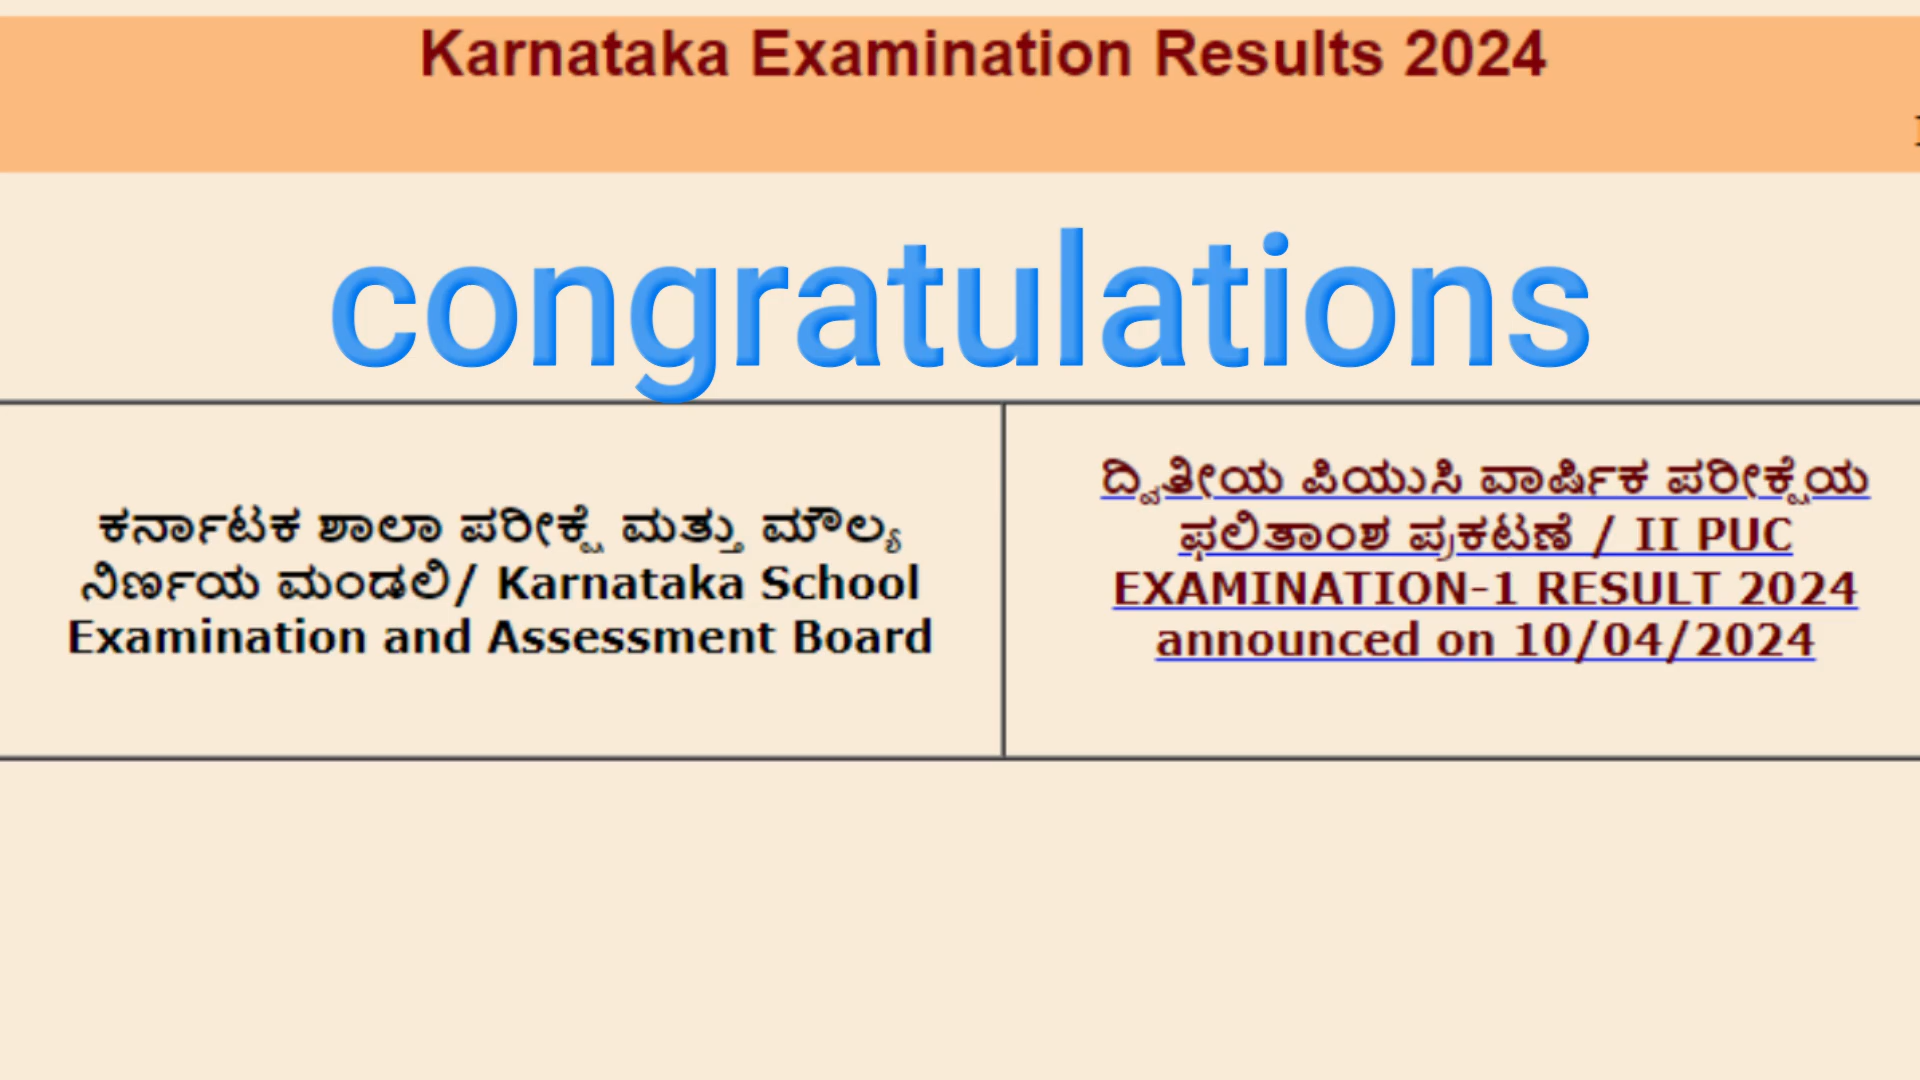 Karnataka Examination Results 2024
congratulations
ಕರ್ನಾಟಕ ಶಾಲಾ ಪರೀಕ್ಷೆ ಮತ್ತು ಮೌಲ್ಯ
ನಿರ್ಣಯ ಮಂಡಲಿ/ Karnataka School
Examination and Assessment Board
ದ್ವಿತೀಯ ಪಿಯುಸಿ ವಾರ್ಷಿಕ ಪರೀಕ್ಷೆಯ
ಫಲಿತಾಂಶ ಪ್ರಕಟಣೆ / II PUC
EXAMINATION-1 RESULT 2024
announced on 10/04/2024